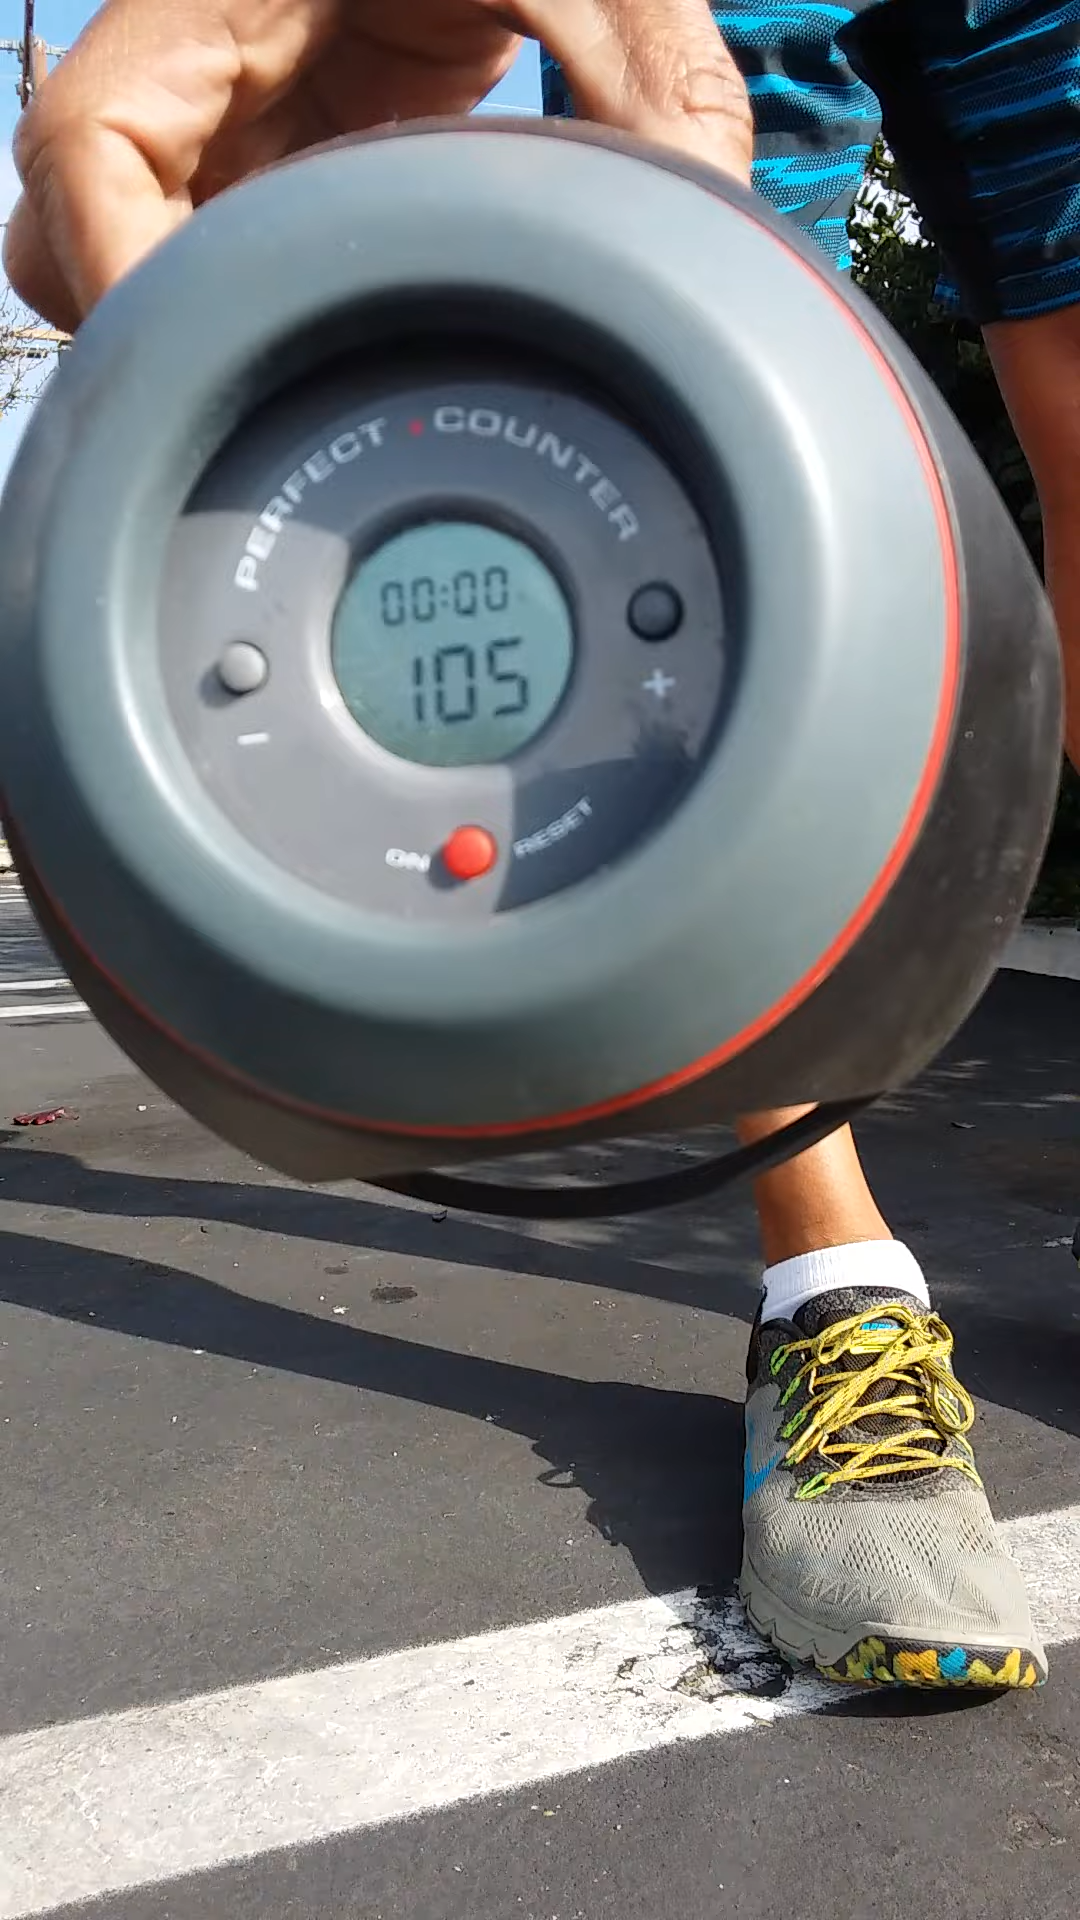 PERFECT • COUNTER
00:00
105
− +
ON RESET